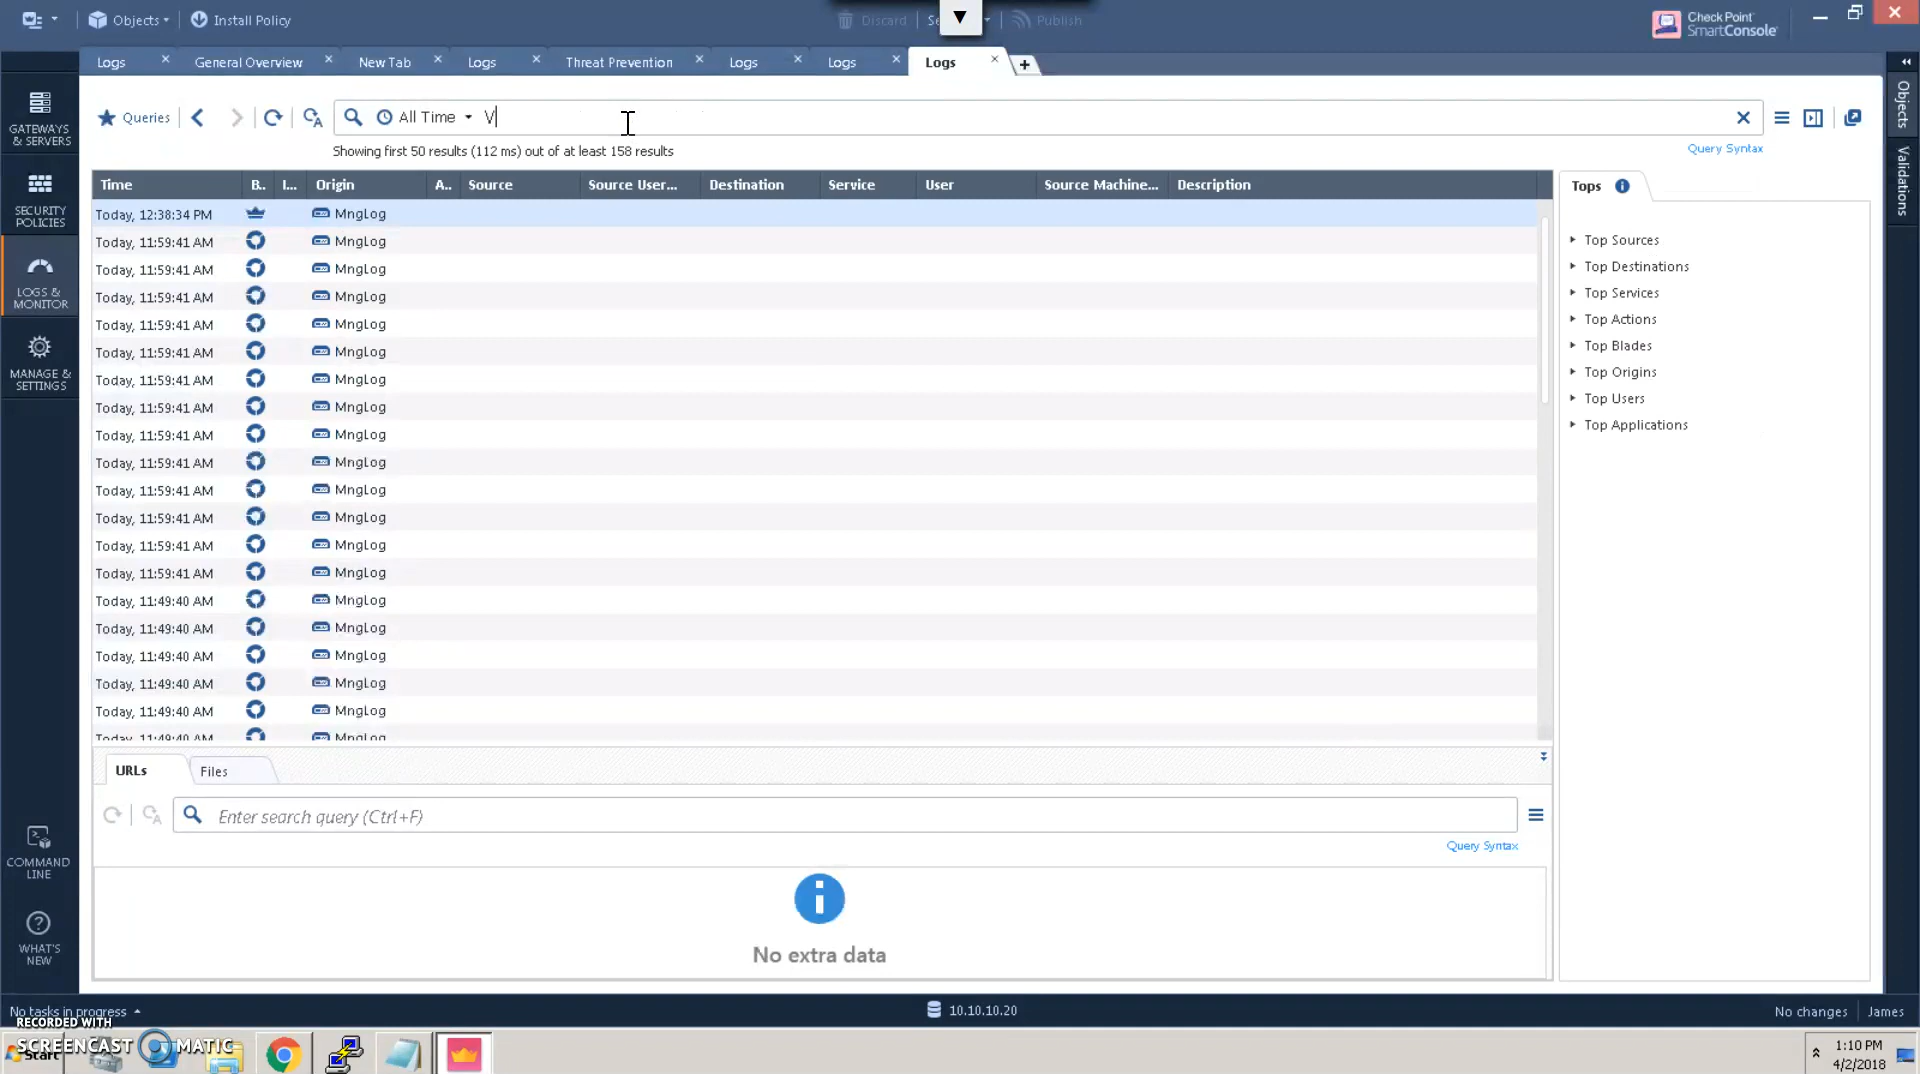 Objects
Install Policy
Discard
Se
Publish
Check Point
SmartConsole
Logs
General Overview
New Tab
Logs
Threat Prevention
Logs
Logs
Logs
GATEWAYS
& SERVERS
SECURITY
POLICIES
LOGS &
MONITOR
MANAGE &
SETTINGS
COMMAND
LINE
WHAT'S
NEW
Queries
All Time
V
Showing first 50 results (112 ms) out of at least 158 results
Query Syntax
Time B.. I... Origin A.. Source Source User... Destination Service User Source Machine... Description
Today, 12:38:34 PM MngLog
Today, 11:59:41 AM MngLog
Today, 11:59:41 AM MngLog
Today, 11:59:41 AM MngLog
Today, 11:59:41 AM MngLog
Today, 11:59:41 AM MngLog
Today, 11:59:41 AM MngLog
Today, 11:59:41 AM MngLog
Today, 11:59:41 AM MngLog
Today, 11:59:41 AM MngLog
Today, 11:59:41 AM MngLog
Today, 11:59:41 AM MngLog
Today, 11:59:41 AM MngLog
Today, 11:59:41 AM MngLog
Today, 11:49:40 AM MngLog
Today, 11:49:40 AM MngLog
Today, 11:49:40 AM MngLog
Today, 11:49:40 AM MngLog
Today, 11:49:40 AM MngLog
Today, 11:49:40 AM MngLog
Tops
Top Sources
Top Destinations
Top Services
Top Actions
Top Blades
Top Origins
Top Users
Top Applications
Objects
Validations
URLs
Files
Enter search query (Ctrl+F)
Query Syntax
No extra data
No tasks in progress
10.10.10.20
No changes
James
RECORDED WITH
SCREENCAST MATIC
Start
1:10 PM
4/2/2018